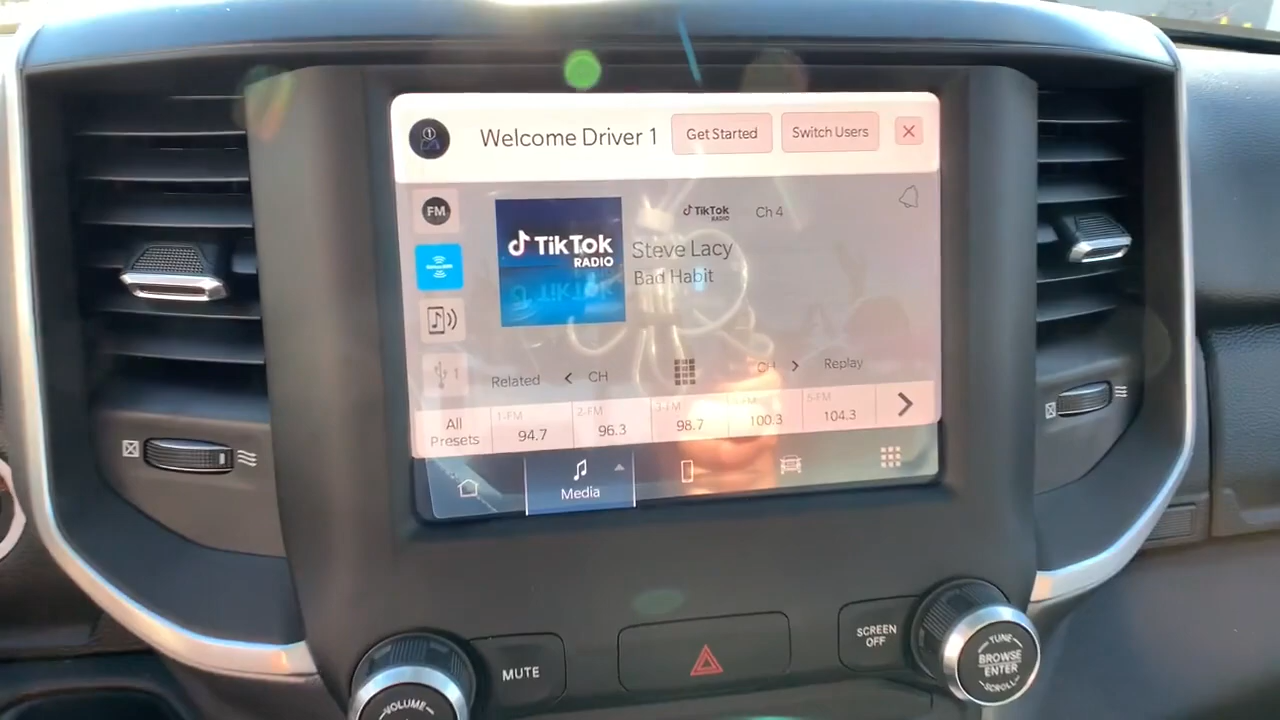 Welcome Driver 1
Get Started
Switch Users
1
FM
TikTok
RADIO
TikTok
RADIO
Ch 4
Steve Lacy
Bad Habit
1
Related
CH
CH
Replay
All
Presets
1-FM
94.7
2-FM
96.3
3-FM
98.7
100.3
5-FM
104.3
Media
MUTE
SCREEN
OFF
VOLUME
TUNE
BROWSE
ENTER
SCROLL